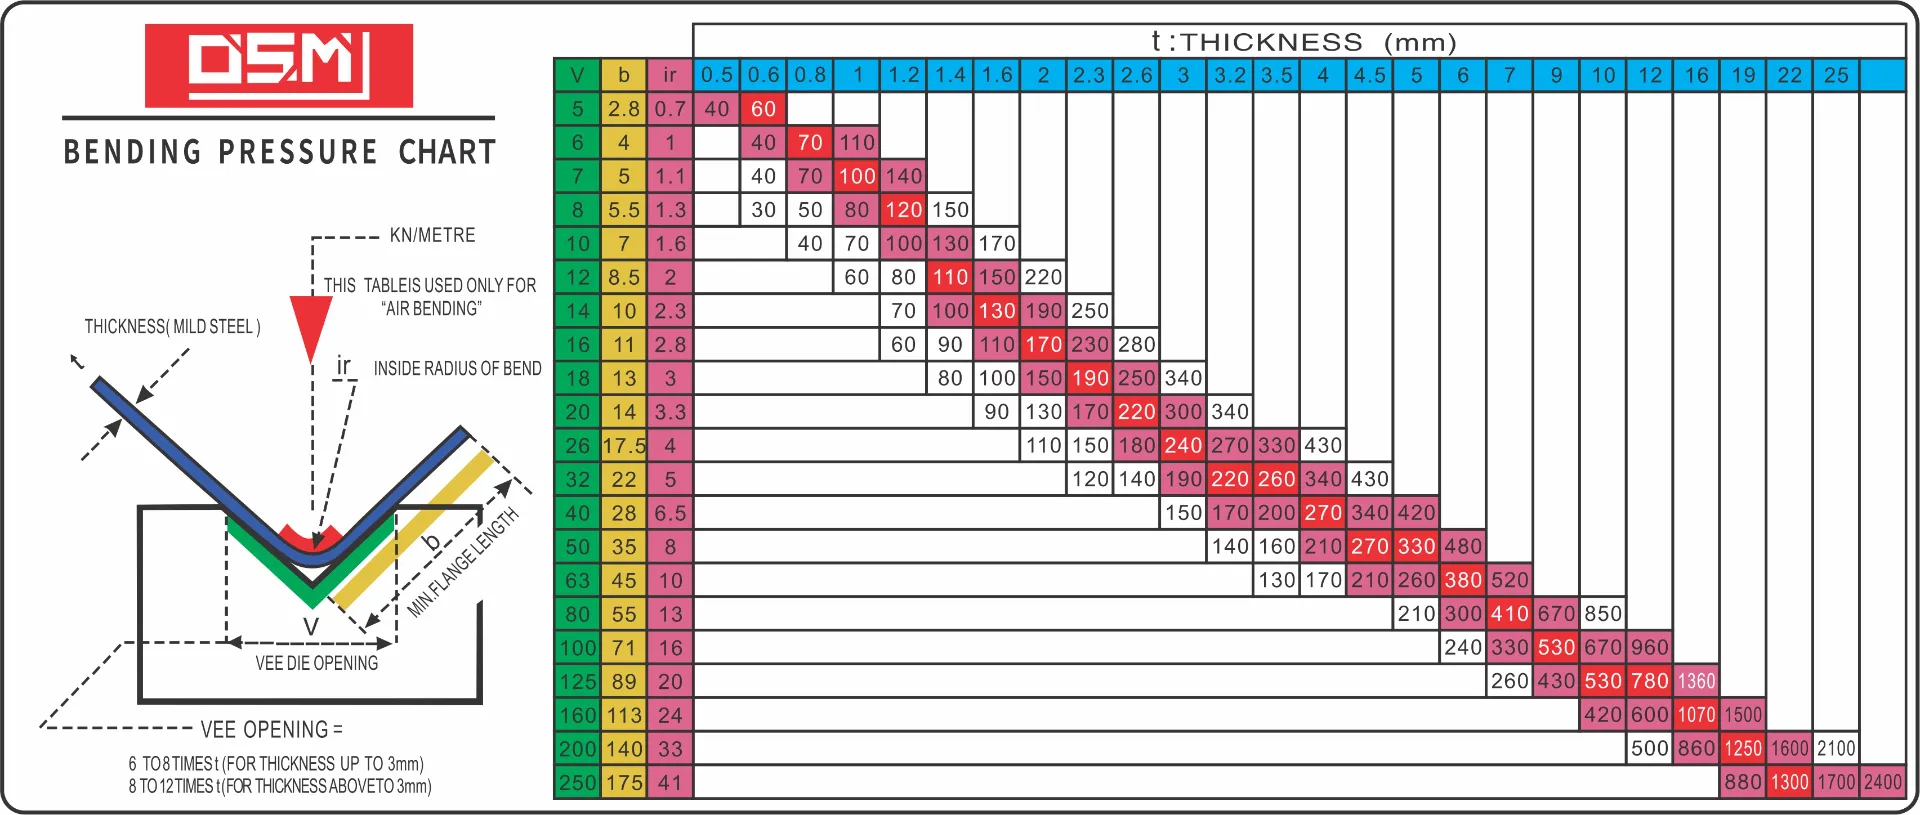 DSM
BENDING PRESSURE CHART
KN/METRE
THIS TABLEIS USED ONLY FOR
“AIR BENDING”
THICKNESS( MILD STEEL )
ir INSIDE RADIUS OF BEND
b
MIN.FLANGE LENGTH
V
VEE DIE OPENING
VEE OPENING =
6 TO 8 TIMES t (FOR THICKNESS UP TO 3mm)
8 TO 12 TIMES t (FOR THICKNESS ABOVETO 3mm)
t :THICKNESS (mm)
V b ir 0.5 0.6 0.8 1 1.2 1.4 1.6 2 2.3 2.6 3 3.2 3.5 4 4.5 5 6 7 9 10 12 16 19 22 25
5 2.8 0.7 40 60
6 4 1 40 70 110
7 5 1.1 40 70 100 140
8 5.5 1.3 30 50 80 120 150
10 7 1.6 40 70 100 130 170
12 8.5 2 60 80 110 150 220
14 10 2.3 70 100 130 190 250
16 11 2.8 60 90 110 170 230 280
18 13 3 80 100 150 190 250 340
20 14 3.3 90 130 170 220 300 340
26 17.5 4 110 150 180 240 270 330 430
32 22 5 120 140 190 220 260 340 430
40 28 6.5 150 170 200 270 340 420
50 35 8 140 160 210 270 330 480
63 45 10 130 170 210 260 380 520
80 55 13 210 300 410 670 850
100 71 16 240 330 530 670 960
125 89 20 260 430 530 780 1360
160 113 24 420 600 1070 1500
200 140 33 500 860 1250 1600 2100
250 175 41 880 1300 1700 2400